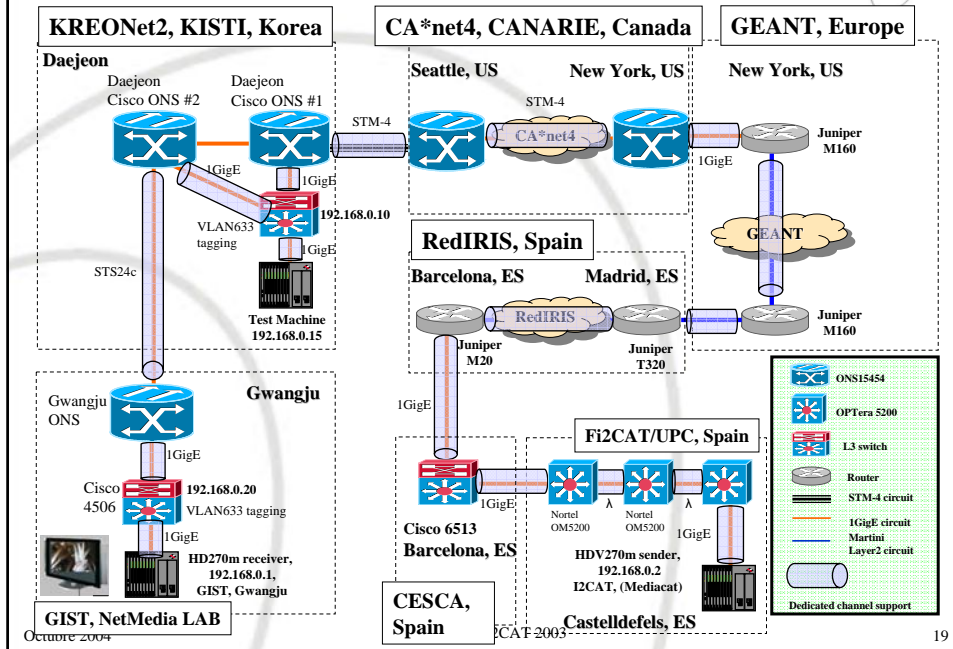 KREONet2, KISTI, Korea
CA*net4, CANARIE, Canada
GEANT, Europe
Daejeon
Daejeon
Cisco ONS #2
Daejeon
Cisco ONS #1
STM-4
1GigE
1GigE
192.168.0.10
VLAN633
tagging
1GigE
STS24c
Test Machine
192.168.0.15
Seattle, US
New York, US
STM-4
CA*net4
New York, US
1GigE
Juniper
M160
GEANT
Juniper
M160
RedIRIS, Spain
Barcelona, ES
Madrid, ES
RedIRIS
Juniper
M20
Juniper
T320
1GigE
Gwangju
Gwangju
ONS
1GigE
Cisco
4506
192.168.0.20
VLAN633 tagging
1GigE
HD270m receiver,
192.168.0.1,
GIST, Gwangju
GIST, NetMedia LAB
Cisco 6513
Barcelona, ES
CESCA,
Spain
Fi2CAT/UPC, Spain
1GigE
Nortel
OM5200
λ
Nortel
OM5200
λ
1GigE
HDV270m sender,
192.168.0.2
I2CAT, (Mediacat)
Castelldefels, ES
ONS15454
OPTera 5200
L3 switch
Router
STM-4 circuit
1GigE circuit
Martini
Layer2 circuit
Dedicated channel support
Octubre 2004
2CAT 2003
19